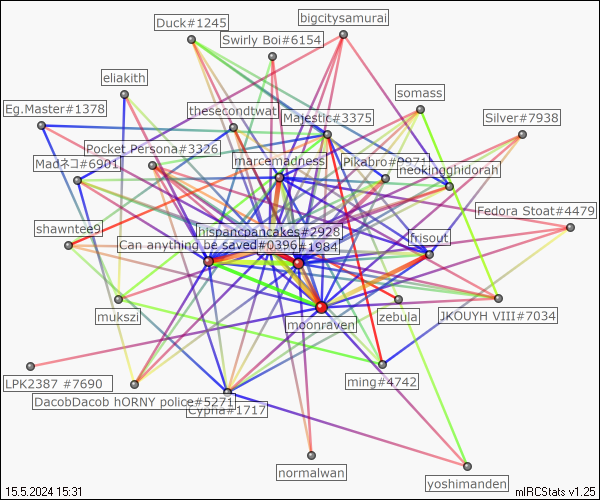 bigcitysamurai
Duck#1245
Swirly Boi#6154
eliakith
somass
Eg.Master#1378
thesecondtwat
Majestic#3375
Silver#7938
Pocket Persona#3326
Madネコ#6901
marcemadness
Pikabro#9971
neokingghidorah
Fedora Stoat#4479
shawntee9
hispancpancakes#2928
frisout
Can anything be saved#0396
#1984
mukszi
moonraven
zebula
JKOUYH VIII#7034
LPK2387 #7690
ming#4742
DacobDacob hORNY police#5271
Cypha#1717
normalwan
yoshimanden
15.5.2024 15:31
mIRCStats v1.25